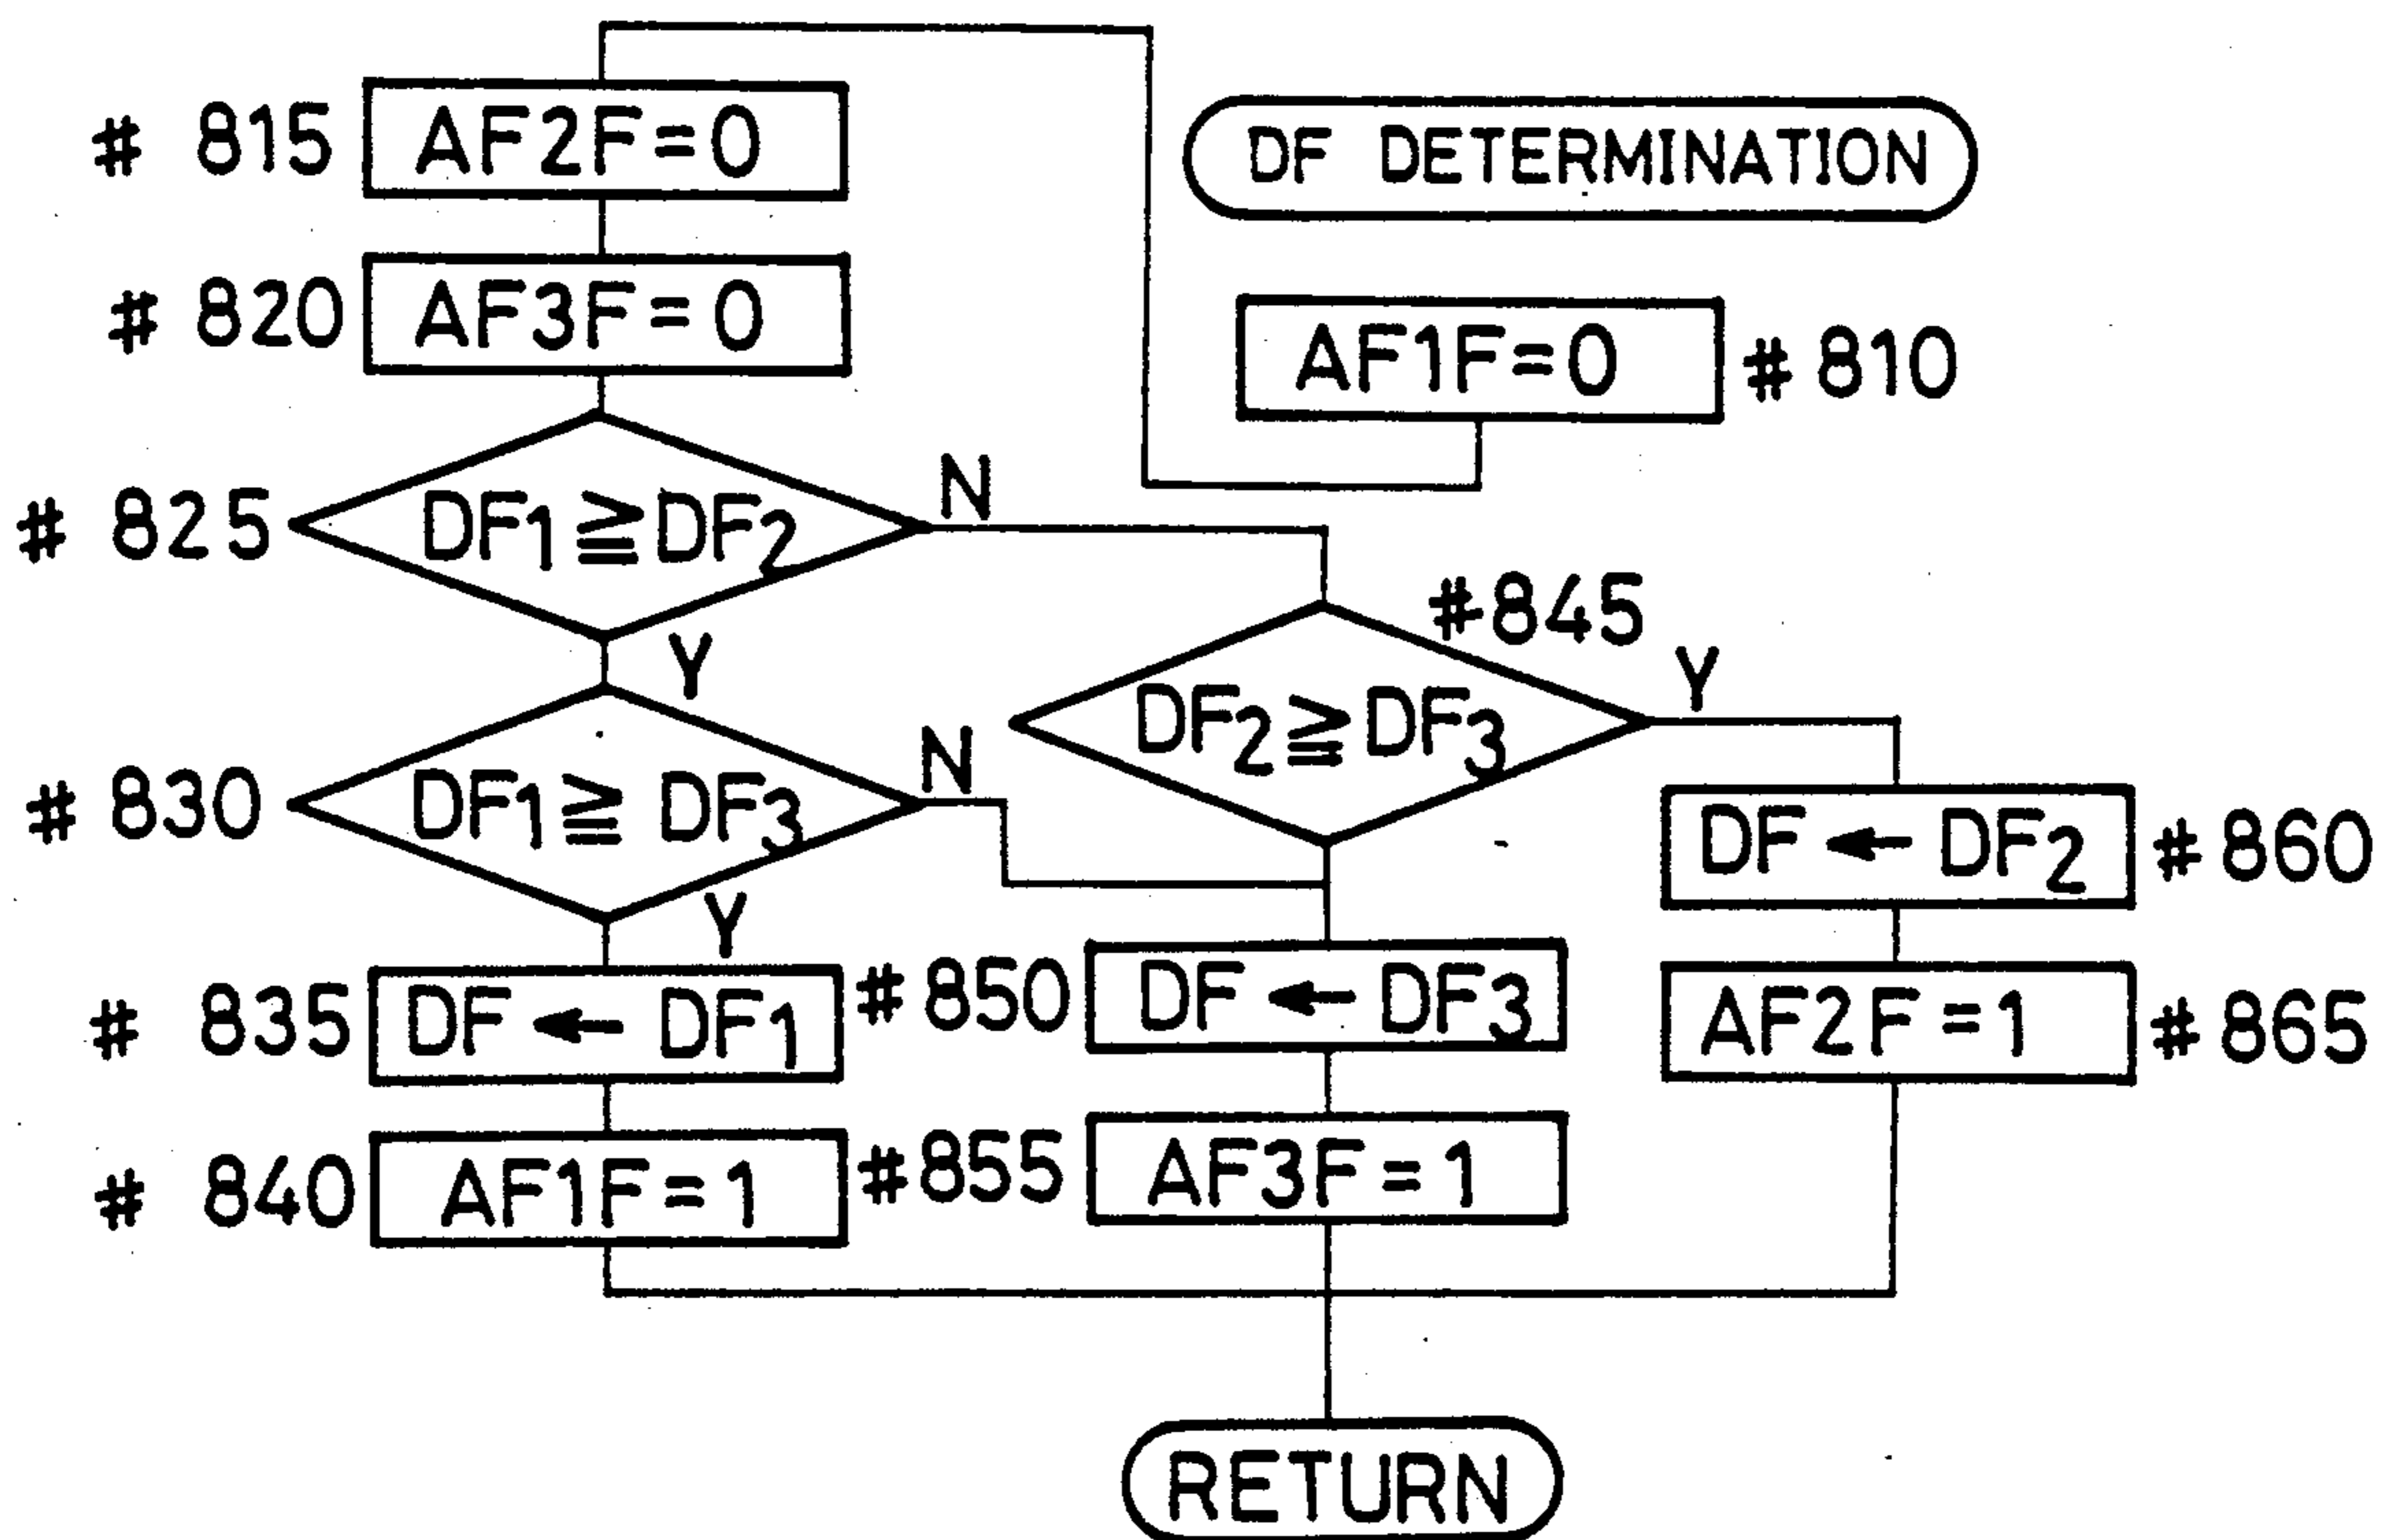 DF DETERMINATION
AF1F=0 # 810
# 815 AF2F=0
# 820 AF3F=0
# 825 DF1≧DF2
N
Y
# 830 DF1≧DF3
N
Y
# 835 DF ← DF1
# 840 AF1F=1
#845
DF2≧DF3
Y
#850 DF ← DF3
#855 AF3F=1
DF ← DF2 #860
AF2F=1 #865
RETURN